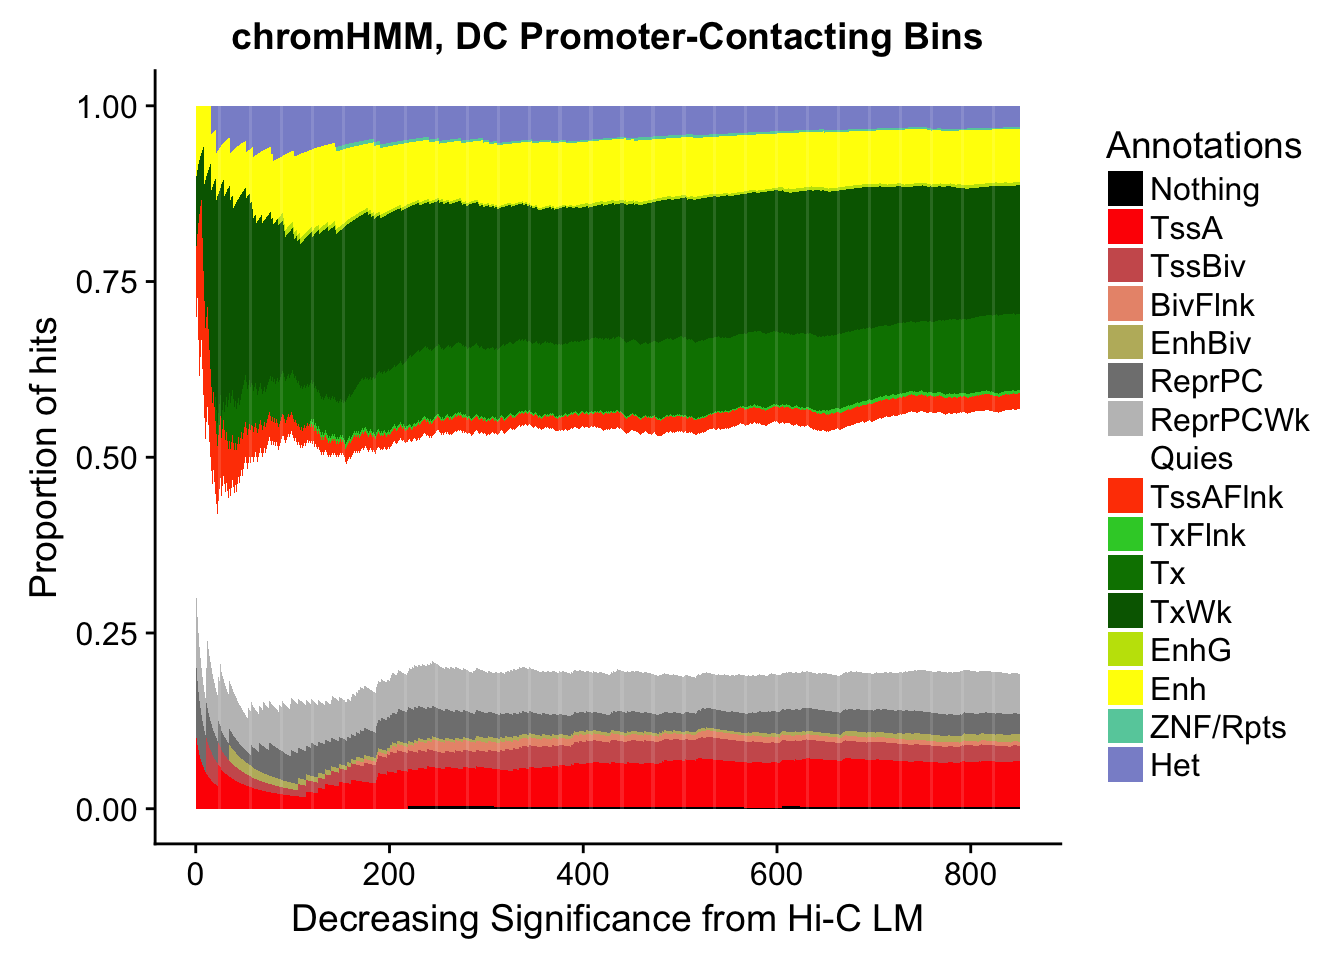 chromHMM, DC Promoter-Contacting Bins
Proportion of hits
1.00
0.75
0.50
0.25
0.00
0
200
400
600
800
Decreasing Significance from Hi-C LM
Annotations
Nothing
TssA
TssBiv
BivFlnk
EnhBiv
ReprPC
ReprPCWk
Quies
TssAFlnk
TxFlnk
Tx
TxWk
EnhG
Enh
ZNF/Rpts
Het